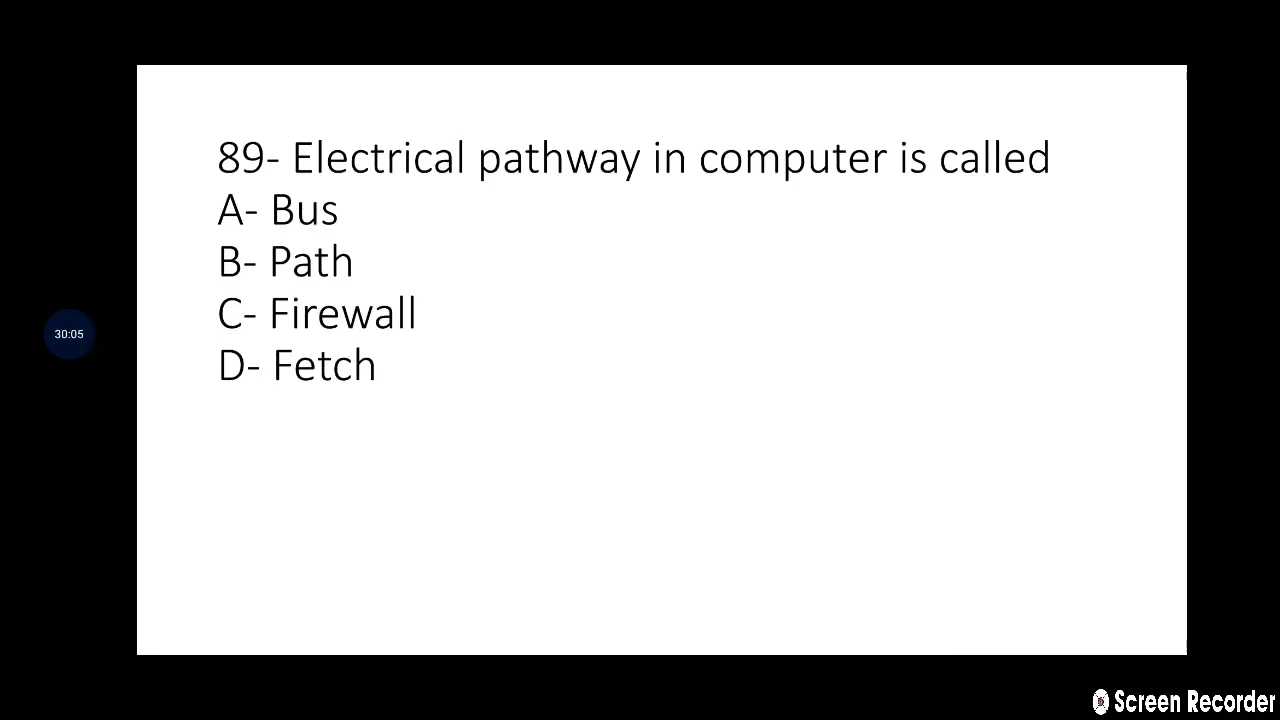 89- Electrical pathway in computer is called
A- Bus
B- Path
C- Firewall
D- Fetch
30:05
Screen Recorder